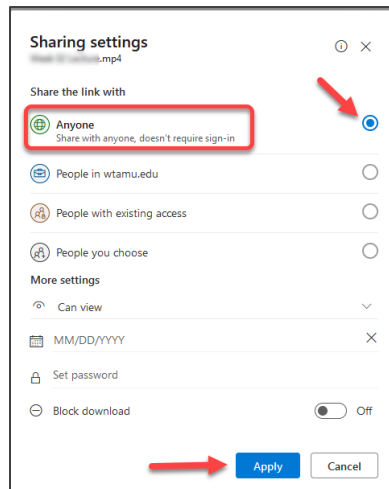 Sharing settings
.mp4
Share the link with
Anyone
Share with anyone, doesn't require sign-in
People in wtamu.edu
People with existing access
People you choose
More settings
Can view
MM/DD/YYYY
Set password
Block download Off
Apply Cancel